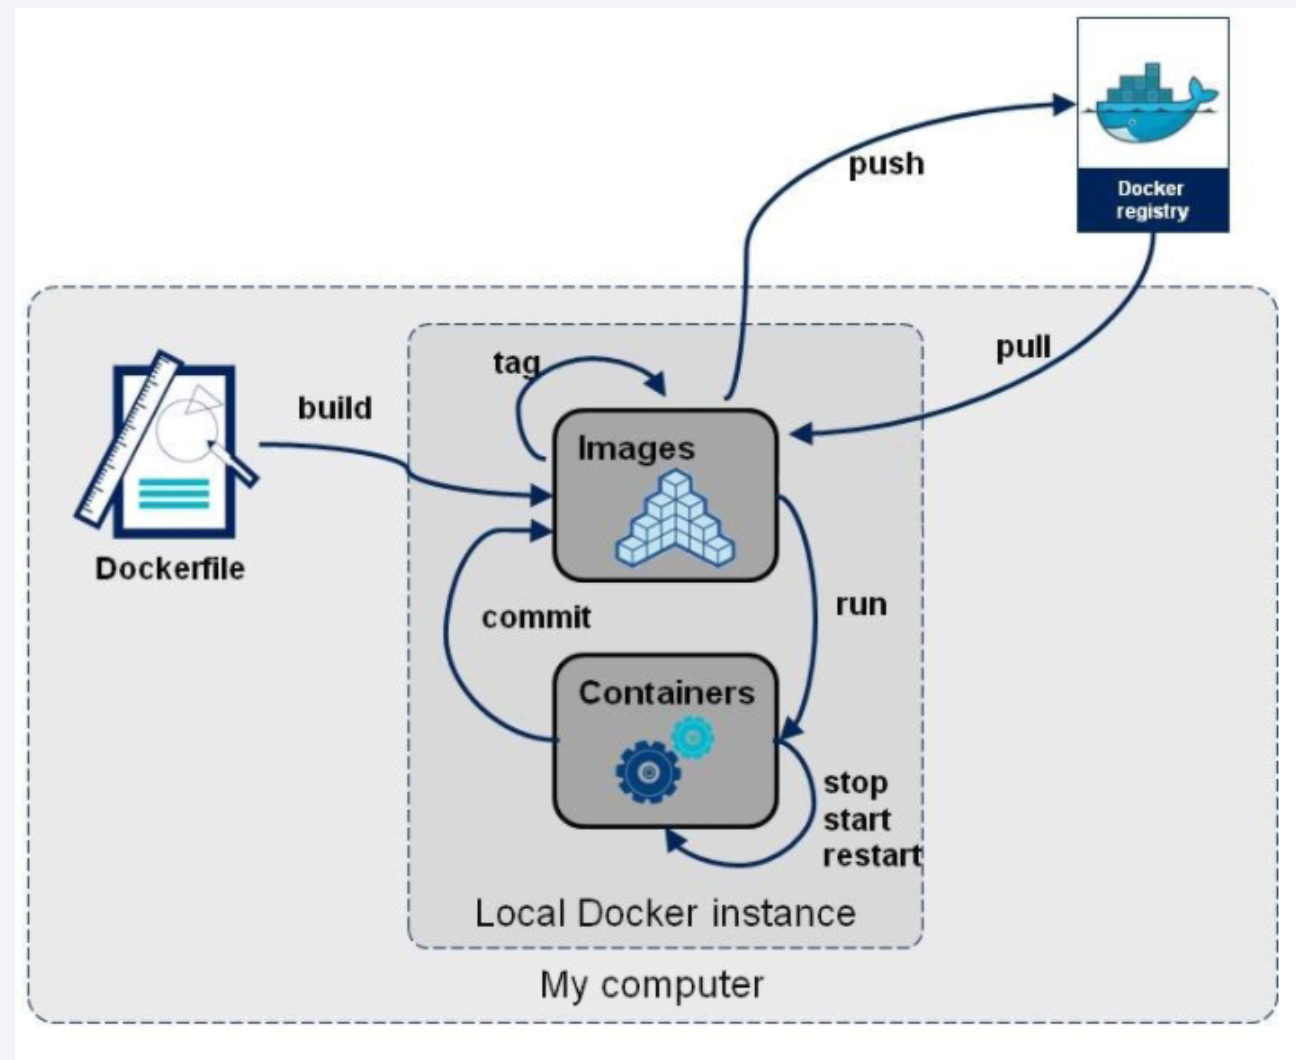 push
Docker
registry
pull
tag
build
Images
Dockerfile
commit
run
Containers
stop
start
restart
Local Docker instance
My computer